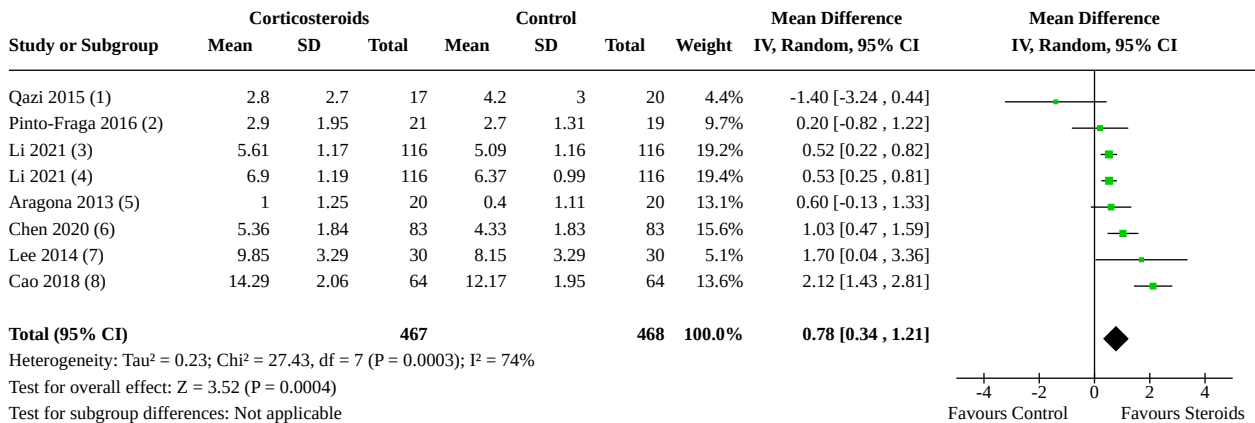 Corticosteroids Control Mean Difference Mean Difference
Study or Subgroup Mean SD Total Mean SD Total Weight IV, Random, 95% CI IV, Random, 95% CI
Qazi 2015 (1) 2.8 2.7 17 4.2 3 20 4.4% -1.40 [-3.24 , 0.44]
Pinto-Fraga 2016 (2) 2.9 1.95 21 2.7 1.31 19 9.7% 0.20 [-0.82 , 1.22]
Li 2021 (3) 5.61 1.17 116 5.09 1.16 116 19.2% 0.52 [0.22 , 0.82]
Li 2021 (4) 6.9 1.19 116 6.37 0.99 116 19.4% 0.53 [0.25 , 0.81]
Aragona 2013 (5) 1 1.25 20 0.4 1.11 20 13.1% 0.60 [-0.13 , 1.33]
Chen 2020 (6) 5.36 1.84 83 4.33 1.83 83 15.6% 1.03 [0.47 , 1.59]
Lee 2014 (7) 9.85 3.29 30 8.15 3.29 30 5.1% 1.70 [0.04 , 3.36]
Cao 2018 (8) 14.29 2.06 64 12.17 1.95 64 13.6% 2.12 [1.43 , 2.81]
Total (95% CI) 467 468 100.0% 0.78 [0.34 , 1.21]
Heterogeneity: Tau² = 0.23; Chi² = 27.43, df = 7 (P = 0.0003); I² = 74%
Test for overall effect: Z = 3.52 (P = 0.0004) -4 -2 0 2 4
Test for subgroup differences: Not applicable Favours Control Favours Steroids